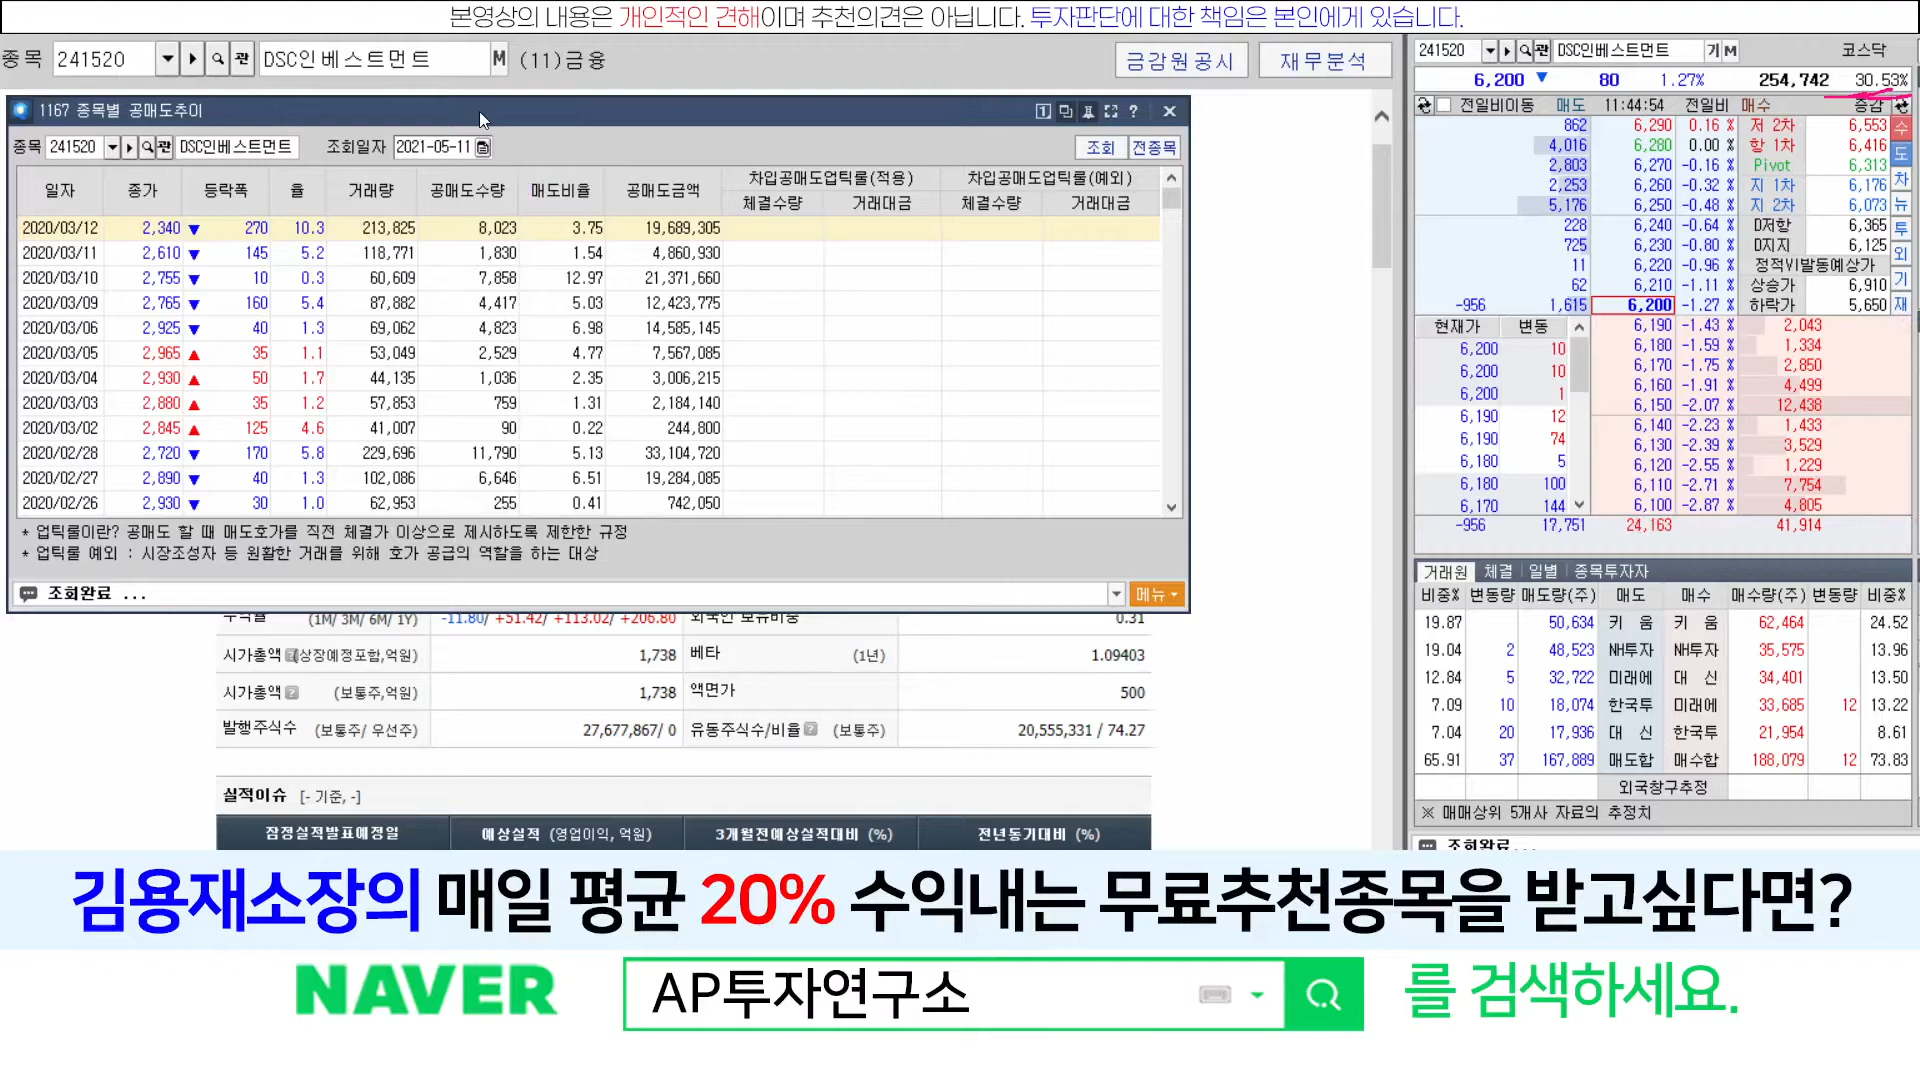 본영상의 내용은 개인적인 견해이며 추천의견은 아닙니다. 투자판단에 대한 책임은 본인에게 있습니다.
종목 241520 관 DSC인베스트먼트 M (11)금융 금감원공시 재무분석
1167 종목별 공매도추이
종목 241520 관 DSC인베스트먼트 조회일자 2021-05-11 조회 전종목
일자 종가 등락폭 율 거래량 공매도수량 매도비율 공매도금액 차입공매도업틱룰(적용) 차입공매도업틱룰(예외)
체결수량 거래대금 체결수량 거래대금
2020/03/12 2,340 ▼ 270 10.3 213,825 8,023 3.75 19,689,305
2020/03/11 2,610 ▼ 145 5.2 118,771 1,830 1.54 4,860,930
2020/03/10 2,755 ▼ 10 0.3 60,609 7,858 12.97 21,371,660
2020/03/09 2,765 ▼ 160 5.4 87,882 4,417 5.03 12,423,775
2020/03/06 2,925 ▼ 40 1.3 69,062 4,823 6.98 14,585,145
2020/03/05 2,965 ▲ 35 1.1 53,049 2,529 4.77 7,567,085
2020/03/04 2,930 ▲ 50 1.7 44,135 1,036 2.35 3,006,215
2020/03/03 2,880 ▲ 35 1.2 57,853 759 1.31 2,184,140
2020/03/02 2,845 ▲ 125 4.6 41,007 90 0.22 244,800
2020/02/28 2,720 ▼ 170 5.8 229,696 11,790 5.13 33,104,720
2020/02/27 2,890 ▼ 40 1.3 102,086 6,646 6.51 19,284,085
2020/02/26 2,930 ▼ 30 1.0 62,953 255 0.41 742,050
* 업틱룰이란? 공매도 할 때 매도호가를 직전 체결가 이상으로 제시하도록 제한한 규정
* 업틱룰 예외 : 시장조성자 등 원활한 거래를 위해 호가 공급의 역할을 하는 대상
조회완료 ... 메뉴
수익률 (1M/ 3M/ 6M/ 1Y) -11.80/ +51.42/ +113.02/ +206.80 외국인 보유비중 0.31
시가총액 (상장예정포함,억원) 1,738 베타 (1년) 1.09403
시가총액 (보통주,억원) 1,738 액면가 500
발행주식수 (보통주/ 우선주) 27,677,867/ 0 유동주식수/비율 (보통주) 20,555,331 / 74.27
실적이슈 [- 기준, -]
잠정실적발표예정일 예상실적 (영업이익, 억원) 3개월전예상실적대비 (%) 전년동기대비 (%)
241520 관 DSC인베스트먼트 기 M 코스닥
6,200 ▼ 80 1.27% 254,742 30.53%
전일비이동 매도 11:44:54 전일비 매수 증감
862 6,290 0.16 % 저 2차 6,553 수
4,016 6,280 0.00 % 항 1차 6,416 도
2,803 6,270 -0.16 % Pivot 6,313
2,253 6,260 -0.32 % 지 1차 6,176 차
5,176 6,250 -0.48 % 지 2차 6,073 뉴
228 6,240 -0.64 % D저항 6,365 투
725 6,230 -0.80 % D지지 6,125 외
11 6,220 -0.96 % 정적VI발동예상가
62 6,210 -1.11 % 상승가 6,910 기
-956 1,615 6,200 -1.27 % 하락가 5,650 재
현재가 변동 6,190 -1.43 % 2,043
6,200 10 6,180 -1.59 % 1,334
6,200 10 6,170 -1.75 % 2,850
6,200 1 6,160 -1.91 % 4,499
6,190 12 6,150 -2.07 % 12,438
6,190 74 6,140 -2.23 % 1,433
6,180 5 6,130 -2.39 % 3,529
6,180 100 6,120 -2.55 % 1,229
6,170 144 6,110 -2.71 % 7,754
6,100 -2.87 % 4,805
-956 17,751 24,163 41,914
거래원 체결 일별 종목투자자
비중% 변동량 매도량(주) 매도 매수 매수량(주) 변동량 비중%
19.87 50,634 키 움 키 움 62,464 24.52
19.04 2 48,523 NH투자 NH투자 35,575 13.96
12.84 5 32,722 미래에 대 신 34,401 13.50
7.09 10 18,074 한국투 미래에 33,685 12 13.22
7.04 20 17,936 대 신 한국투 21,954 8.61
65.91 37 167,889 매도합 매수합 188,079 12 73.83
외국창구추정
※ 매매상위 5개사 자료의 추정치
조회완료...
김용재소장의 매일 평균 20% 수익내는 무료추천종목을 받고싶다면?
NAVER AP투자연구소 를 검색하세요.